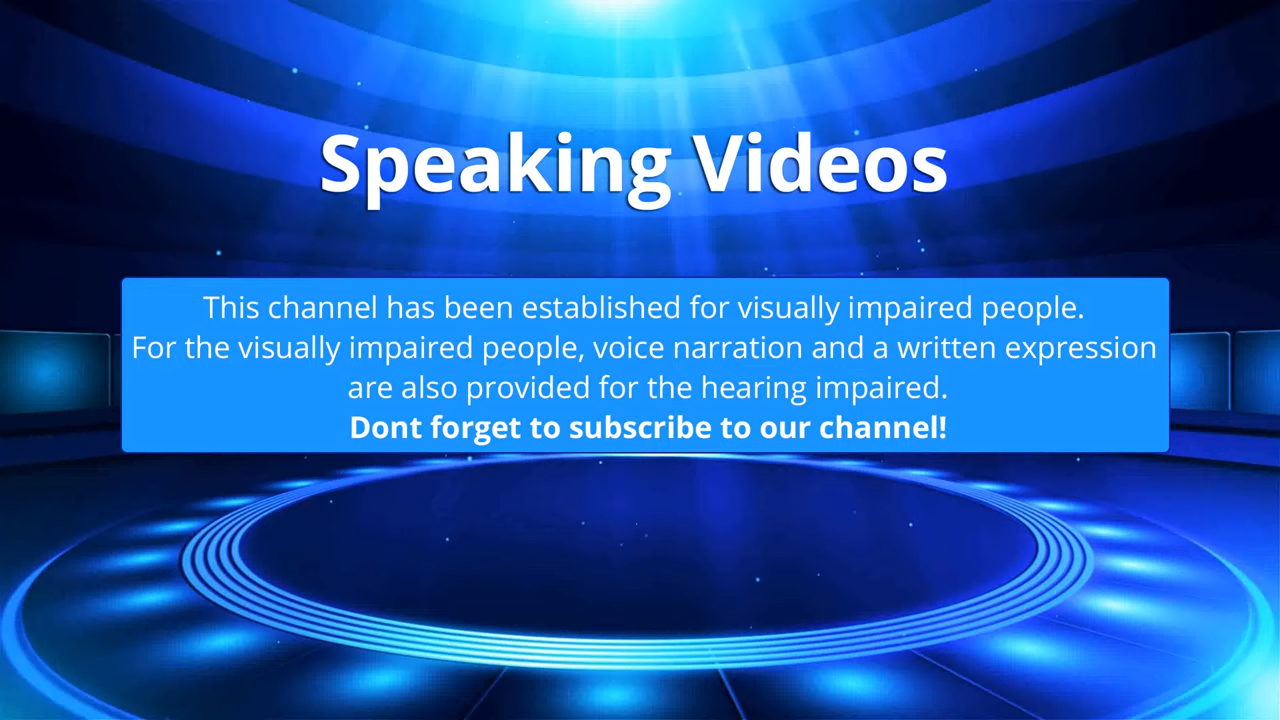 Speaking Videos
This channel has been established for visually impaired people.
For the visually impaired people, voice narration and a written expression
are also provided for the hearing impaired.
Dont forget to subscribe to our channel!